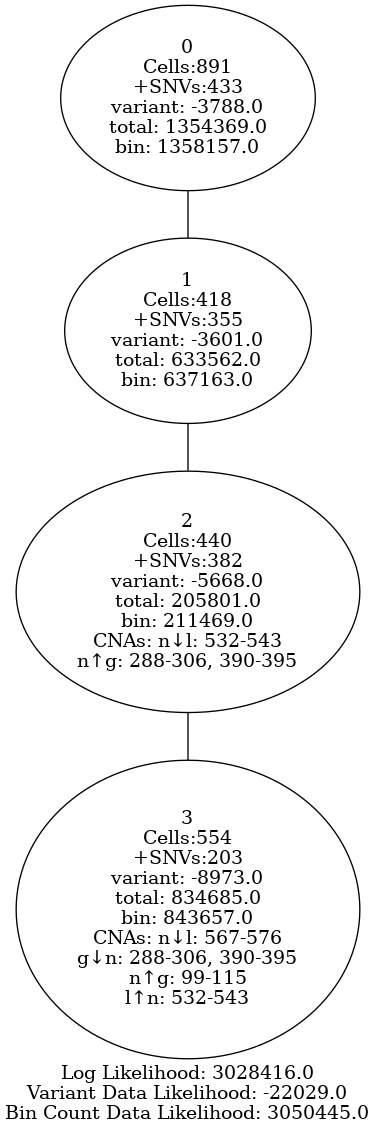 0
Cells:891
+SNVs:433
variant: -3788.0
total: 1354369.0
bin: 1358157.0
1
Cells:418
+SNVs:355
variant: -3601.0
total: 633562.0
bin: 637163.0
2
Cells:440
+SNVs:382
variant: -5668.0
total: 205801.0
bin: 211469.0
CNAs: n↓l: 532-543
n↑g: 288-306, 390-395
3
Cells:554
+SNVs:203
variant: -8973.0
total: 834685.0
bin: 843657.0
CNAs: n↓l: 567-576
g↓n: 288-306, 390-395
n↑g: 99-115
l↑n: 532-543
Log Likelihood: 3028416.0
Variant Data Likelihood: -22029.0
Bin Count Data Likelihood: 3050445.0